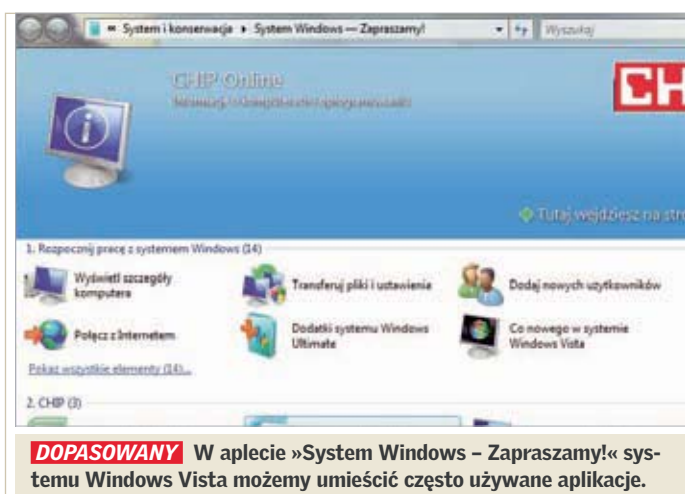 System i konserwacja ▸ System Windows — Zapraszamy!
Wyszukaj
CHIP Online
CH
Tutaj wejdziesz na stro
1. Rozpocznij pracę z systemem Windows (14)
Wyświetl szczegóły
komputera
Transferuj pliki i ustawienia
Dodaj nowych użytkowników
Połącz z Internetem
Dodatki systemu Windows
Ultimate
Co nowego w systemie
Windows Vista
Pokaż wszystkie elementy (14)...
2. CHIP (3)
DOPASOWANY W aplecie »System Windows – Zapraszamy!« sys-
temu Windows Vista możemy umieścić często używane aplikacje.